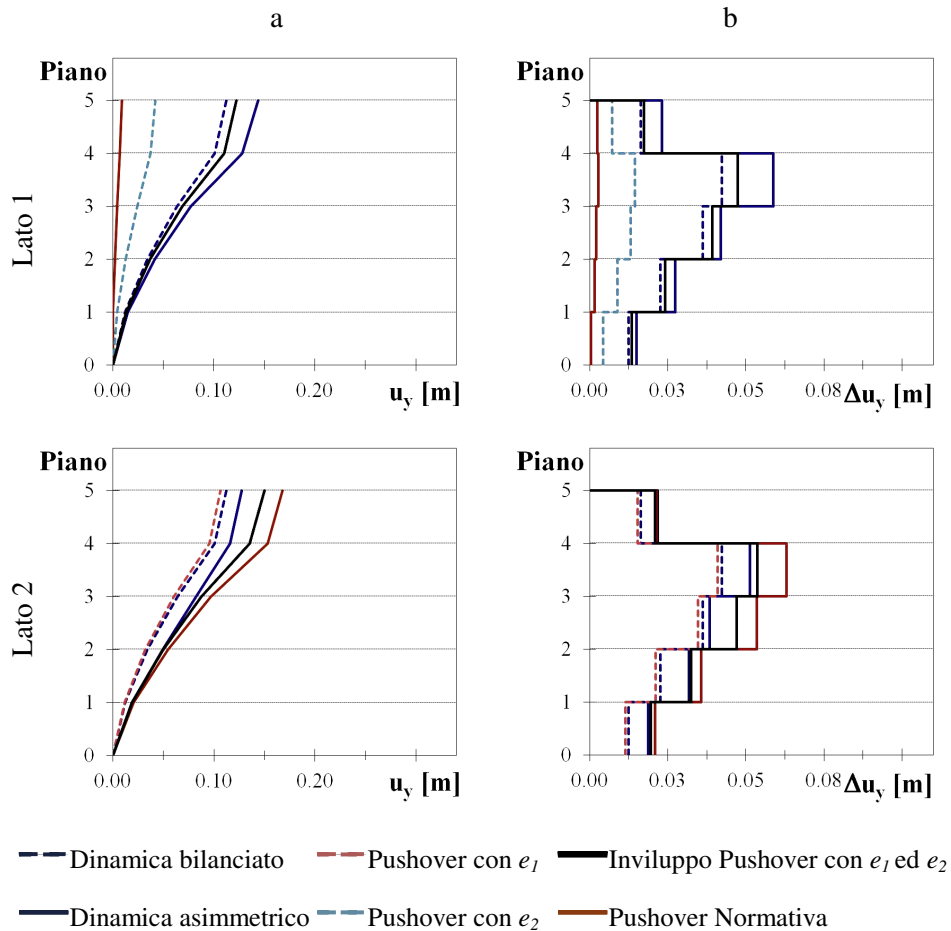 a
b
Piano
5
4
3
2
1
0
0.00 0.10 0.20 u_y [m]
Lato 1
Piano
5
4
3
2
1
0
0.00 0.03 0.05 0.08 Δu_y [m]
Piano
5
4
3
2
1
0
0.00 0.10 0.20 u_y [m]
Lato 2
Piano
5
4
3
2
1
0
0.00 0.03 0.05 0.08 Δu_y [m]
Dinamica bilanciato Pushover con e_1 Inviluppo Pushover con e_1 ed e_2
Dinamica asimmetrico Pushover con e_2 Pushover Normativa